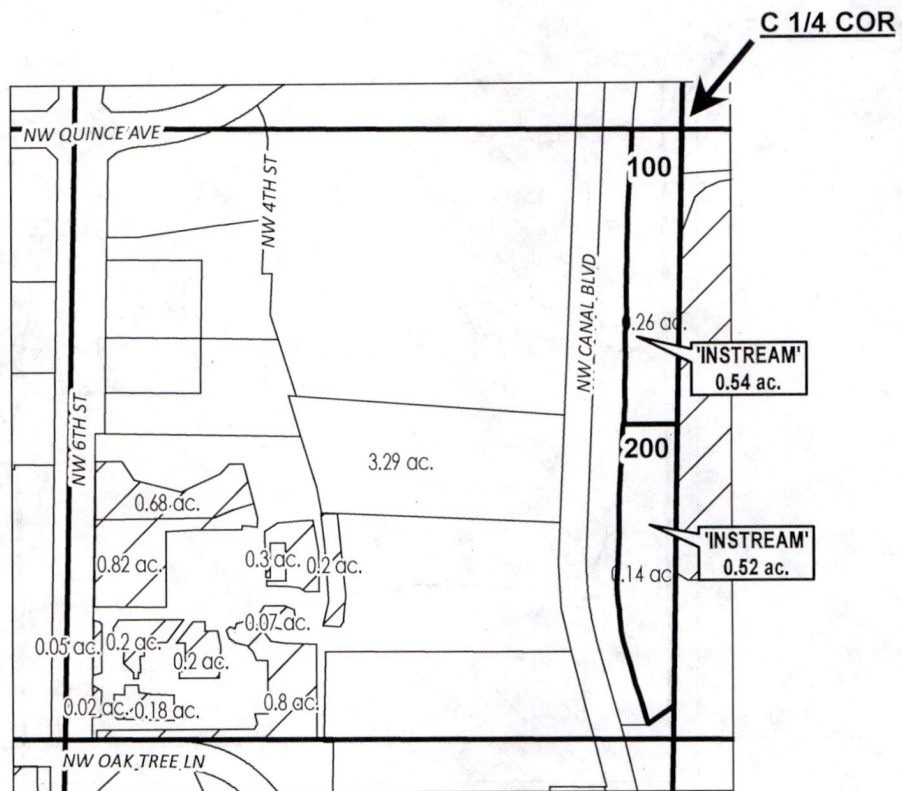 C 1/4 COR
NW QUINCE AVE
NW 4TH ST
100
NW CANAL BLVD
.26 ac.
'INSTREAM'
0.54 ac.
NW 6TH ST
200
3.29 ac.
0.68 ac.
'INSTREAM'
0.52 ac.
0.82 ac.
0.3 ac.
0.2 ac.
0.14 ac
0.07 ac.
0.05 ac.
0.2 ac.
0.2 ac.
0.02 ac.
0.18 ac.
0.8 ac.
NW OAK TREE LN